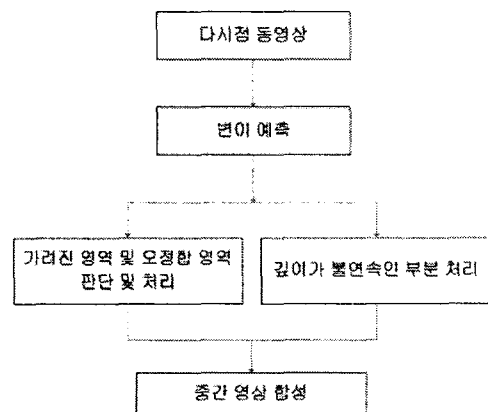 다시점 동영상
변이 예측
가려진 영역 및 오정합 영역
판단 및 처리
깊이가 불연속인 부분 처리
중간 영상 합성